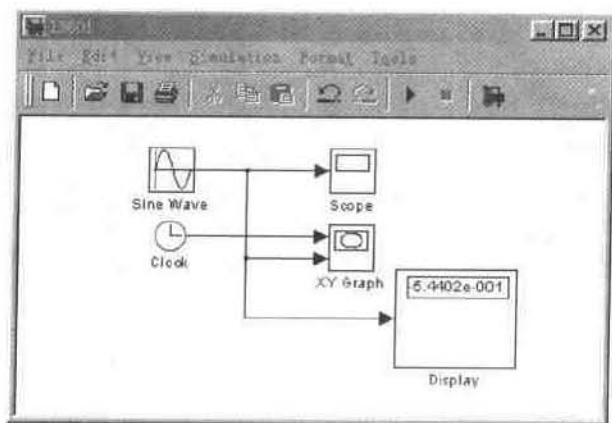 File Edit View Simulation Format Tools
Sine Wave
Scope
Clock
XY Graph
-5.4402e-001
Display